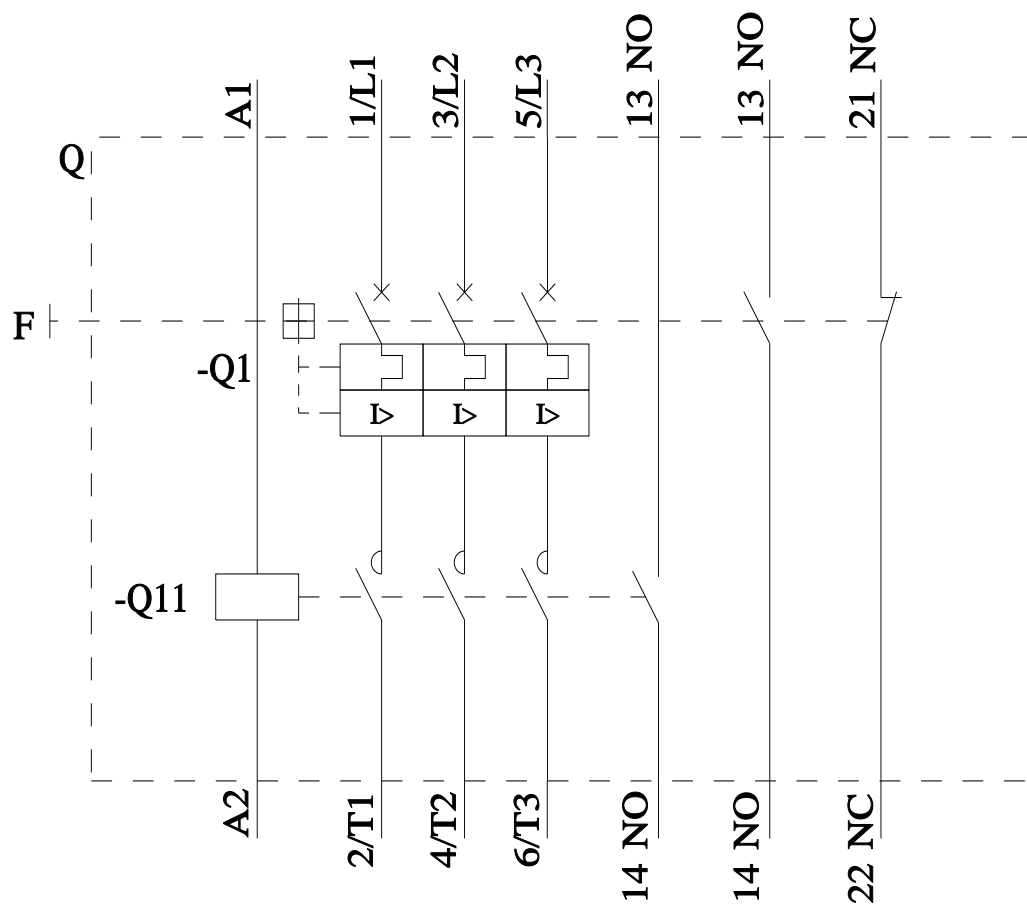 A1
1/L1
3/L2
5/L3
13 NO
13 NO
21 NC
Q
F
-Q1
I>
I>
I>
-Q11
A2
2/T1
4/T2
6/T3
14 NO
14 NO
22 NC